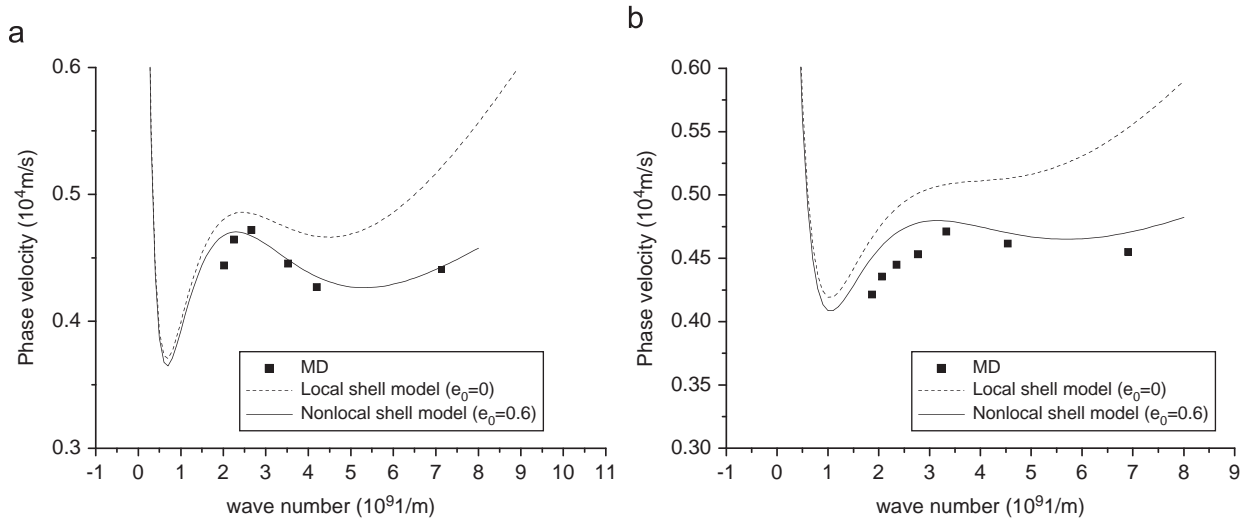 a
0.6
0.5
0.4
0.3
Phase velocity (10⁴m/s)
MD
Local shell model (e₀=0)
Nonlocal shell model (e₀=0.6)
-1 0 1 2 3 4 5 6 7 8 9 10 11
wave number (10⁹1/m)
b
0.60
0.55
0.50
0.45
0.40
0.35
0.30
Phase velocity (10⁴m/s)
MD
Local shell model (e₀=0)
Nonlocal shell model (e₀=0.6)
-1 0 1 2 3 4 5 6 7 8 9
wave number (10⁹1/m)